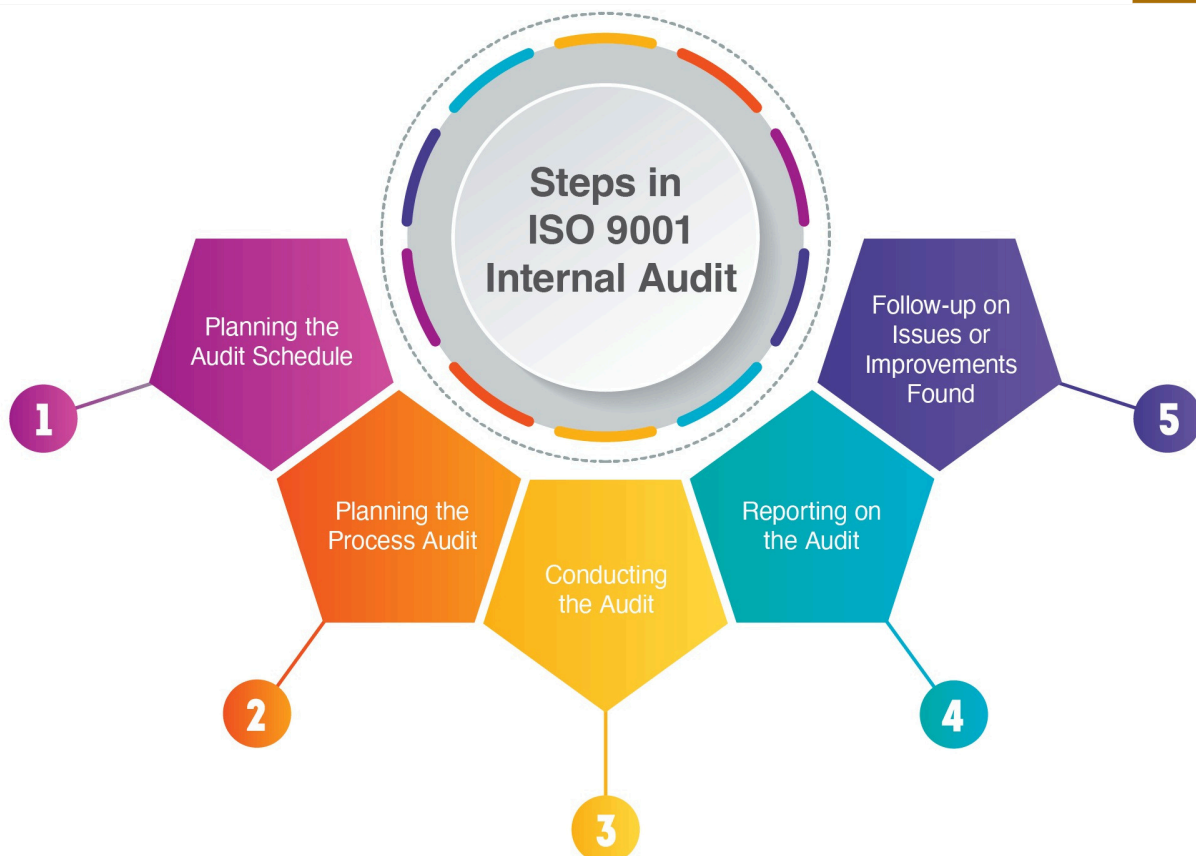 Steps in
ISO 9001
Internal Audit
Planning the
Audit Schedule
1
Planning the
Process Audit
2
Conducting
the Audit
3
Reporting on
the Audit
4
Follow-up on
Issues or
Improvements
Found
5